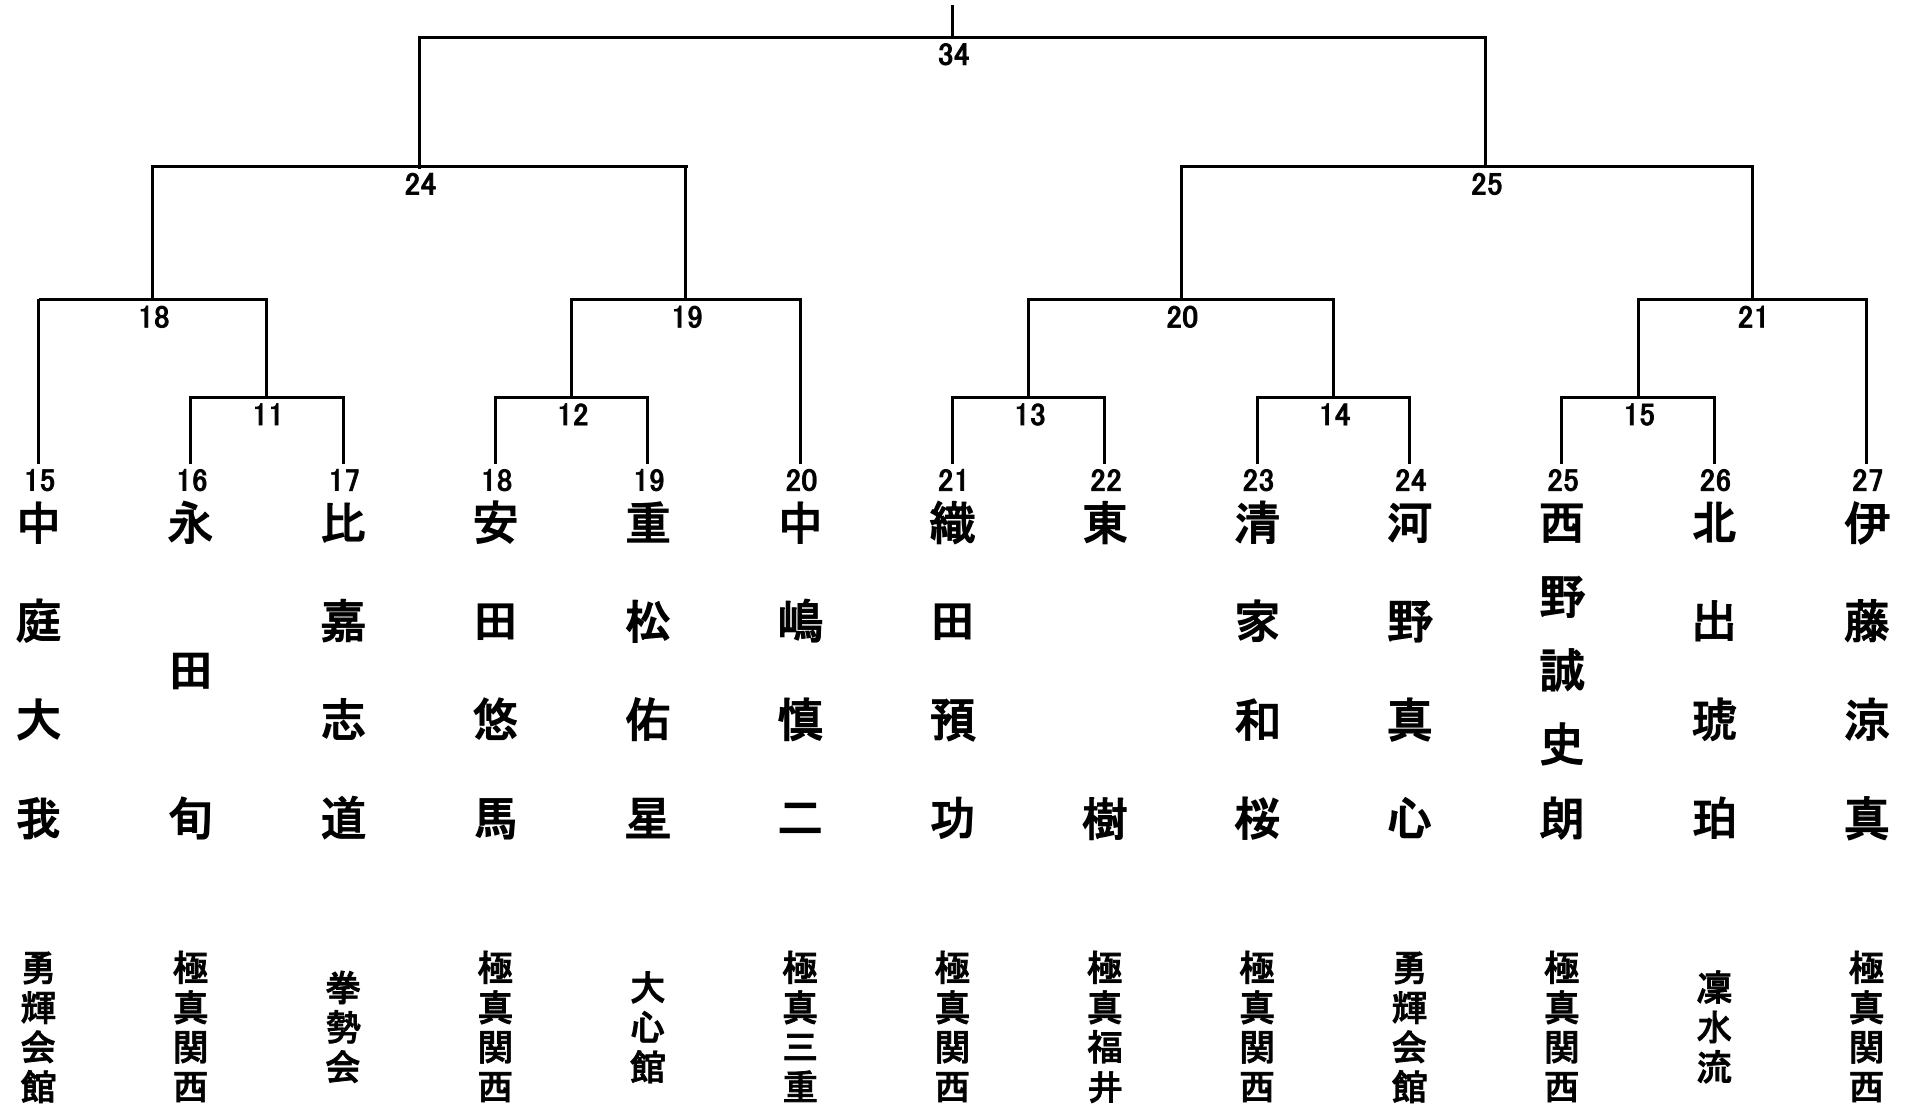 34
24
25
18
19
20
21
11
12
13
14
15
15
16
17
18
19
20
21
22
23
24
25
26
27
中庭大我
永田旬
比嘉志道
安田悠馬
重松佑星
中嶋慎二
織田預功
東樹
清家和桜
河野真心
西野誠史朗
北出琥珀
伊藤涼真
勇輝会館
極真関西
拳勢会
極真関西
大心館
極真三重
極真関西
極真福井
極真関西
勇輝会館
極真関西
凜水流
極真関西